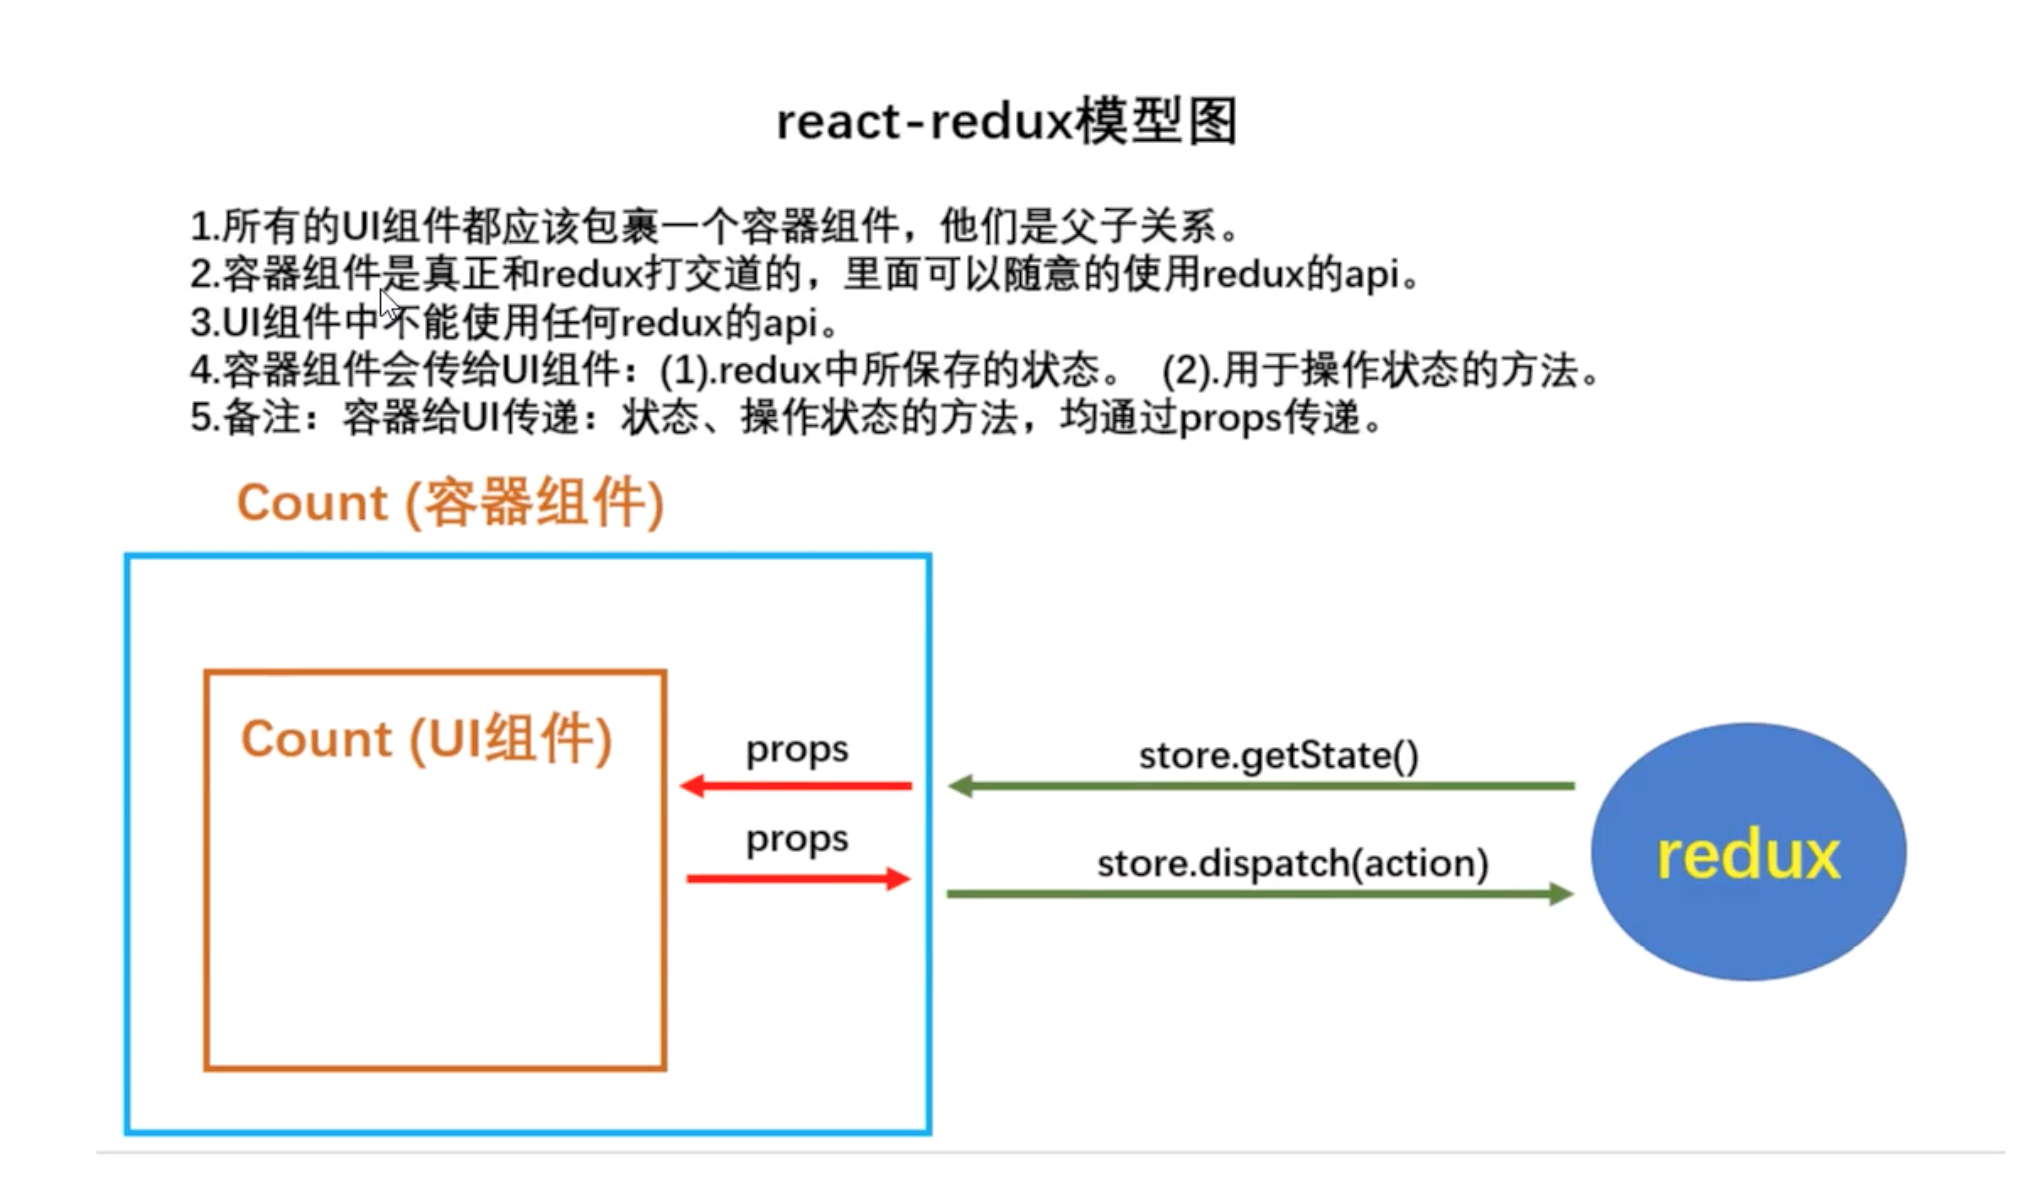 react-redux模型图
1.所有的UI组件都应该包裹一个容器组件，他们是父子关系。
2.容器组件是真正和redux打交道的，里面可以随意的使用redux的api。
3.UI组件中不能使用任何redux的api。
4.容器组件会传给UI组件：(1).redux中所保存的状态。 (2).用于操作状态的方法。
5.备注：容器给UI传递：状态、操作状态的方法，均通过props传递。
Count (容器组件)
Count (UI组件)
props
store.getState()
props
store.dispatch(action)
redux